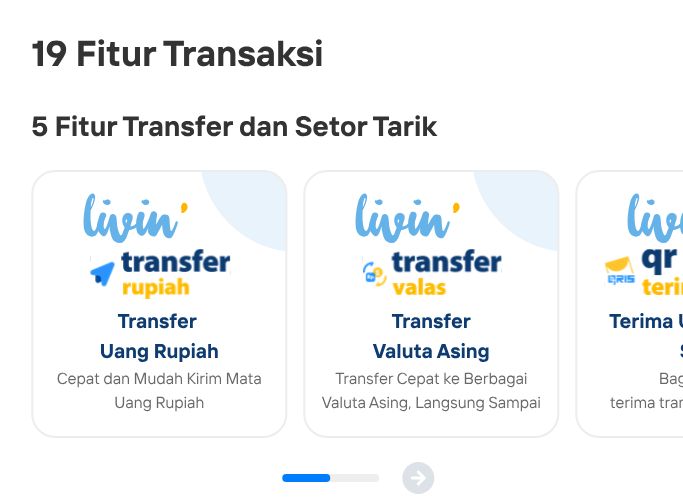 19 Fitur Transaksi
5 Fitur Transfer dan Setor Tarik
livin'
transfer
rupiah
Transfer
Uang Rupiah
Cepat dan Mudah Kirim Mata
Uang Rupiah
livin'
transfer
valas
Transfer
Valuta Asing
Transfer Cepat ke Berbagai
Valuta Asing, Langsung Sampai
qr
QRIS
Terima